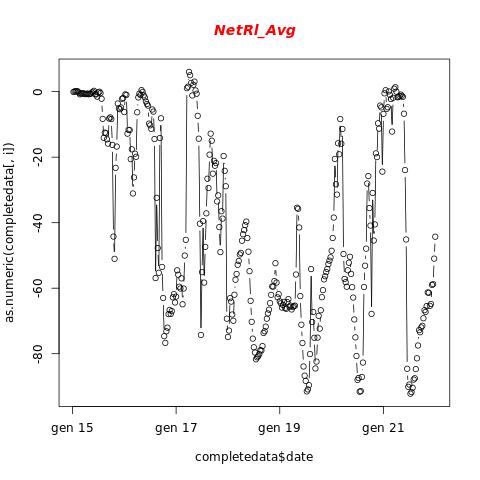 NetRl_Avg
as.numeric(completedata[, i])
0
-20
-40
-60
-80
gen 15
gen 17
gen 19
gen 21
completedata$date